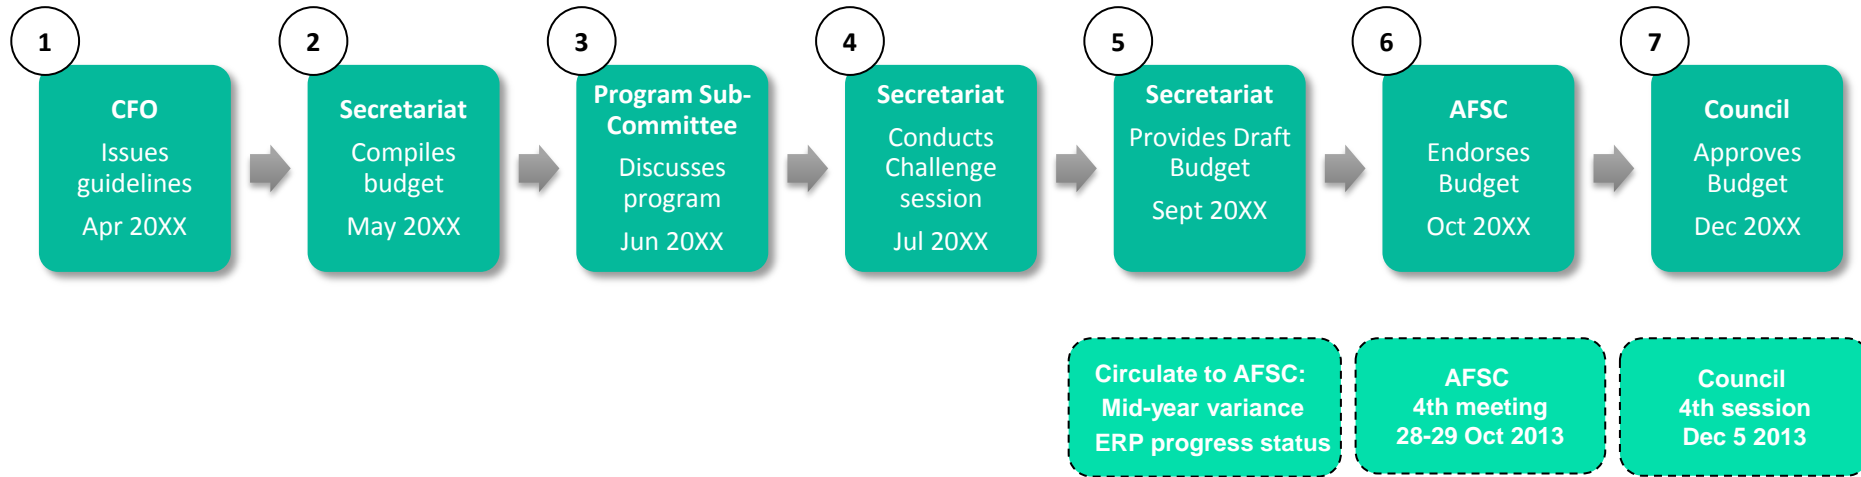 1
CFO
Issues
guidelines
Apr 20XX
2
Secretariat
Compiles
budget
May 20XX
3
Program Sub-
Committee
Discusses
program
Jun 20XX
4
Secretariat
Conducts
Challenge
session
Jul 20XX
5
Secretariat
Provides Draft
Budget
Sept 20XX
6
AFSC
Endorses
Budget
Oct 20XX
7
Council
Approves
Budget
Dec 20XX
Circulate to AFSC:
Mid-year variance
ERP progress status
AFSC
4th meeting
28-29 Oct 2013
Council
4th session
Dec 5 2013